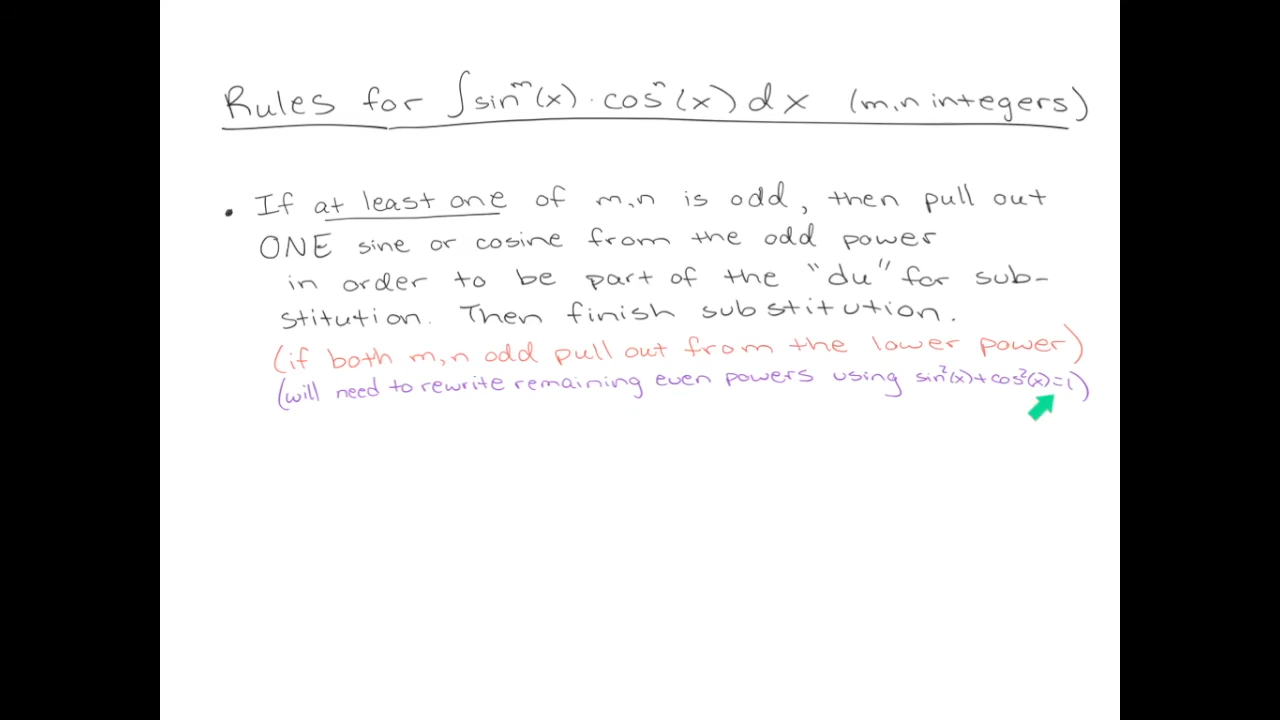 Rules for ∫sin^m(x)·cos^n(x)dx (m,n integers)
• If at least one of m,n is odd, then pull out
ONE sine or cosine from the odd power
in order to be part of the "du" for sub-
stitution. Then finish substitution.
(if both m,n odd pull out from the lower power)
(will need to rewrite remaining even powers using sin²(x)+cos²(x)=1)